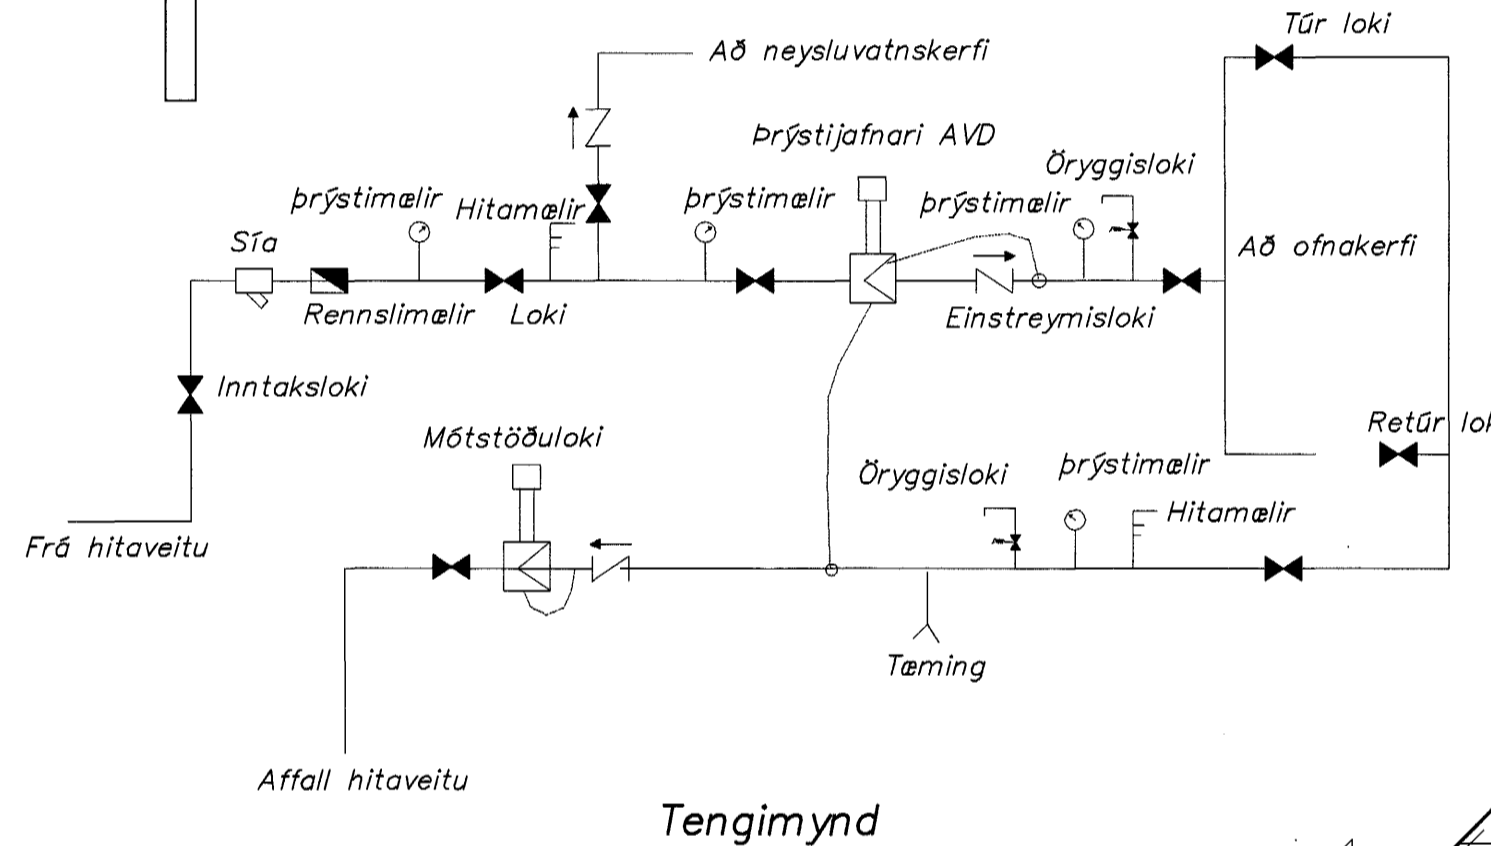 Túr loki
Að neysluvatnskerfi
Þrýstijafnari AVD
Öryggisloki
þrýstimælir
Hitamælir
þrýstimælir
þrýstimælir
Sía
Að ofnakerfi
Rennslimælir
Loki
Einstreymisloki
Inntaksloki
Retúr
Mótstöðuloki
Öryggisloki
þrýstimælir
Hitamælir
Frá hitaveitu
Tæming
Affall hitaveitu
Tengimynd